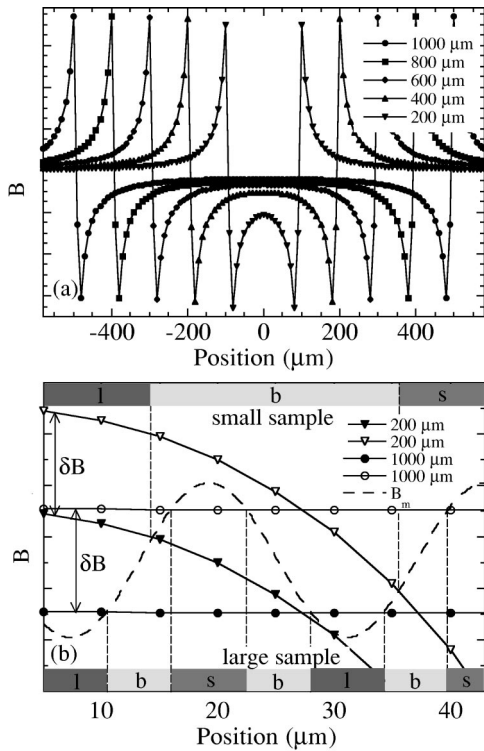 B
1000 μm
800 μm
600 μm
400 μm
200 μm
(a)
-400 -200 0 200 400
Position (μm)
l b s
small sample
200 μm
200 μm
1000 μm
1000 μm
B_m
δB
δB
B
(b)
large sample
l b s b l b s
10 20 30 40
Position (μm)